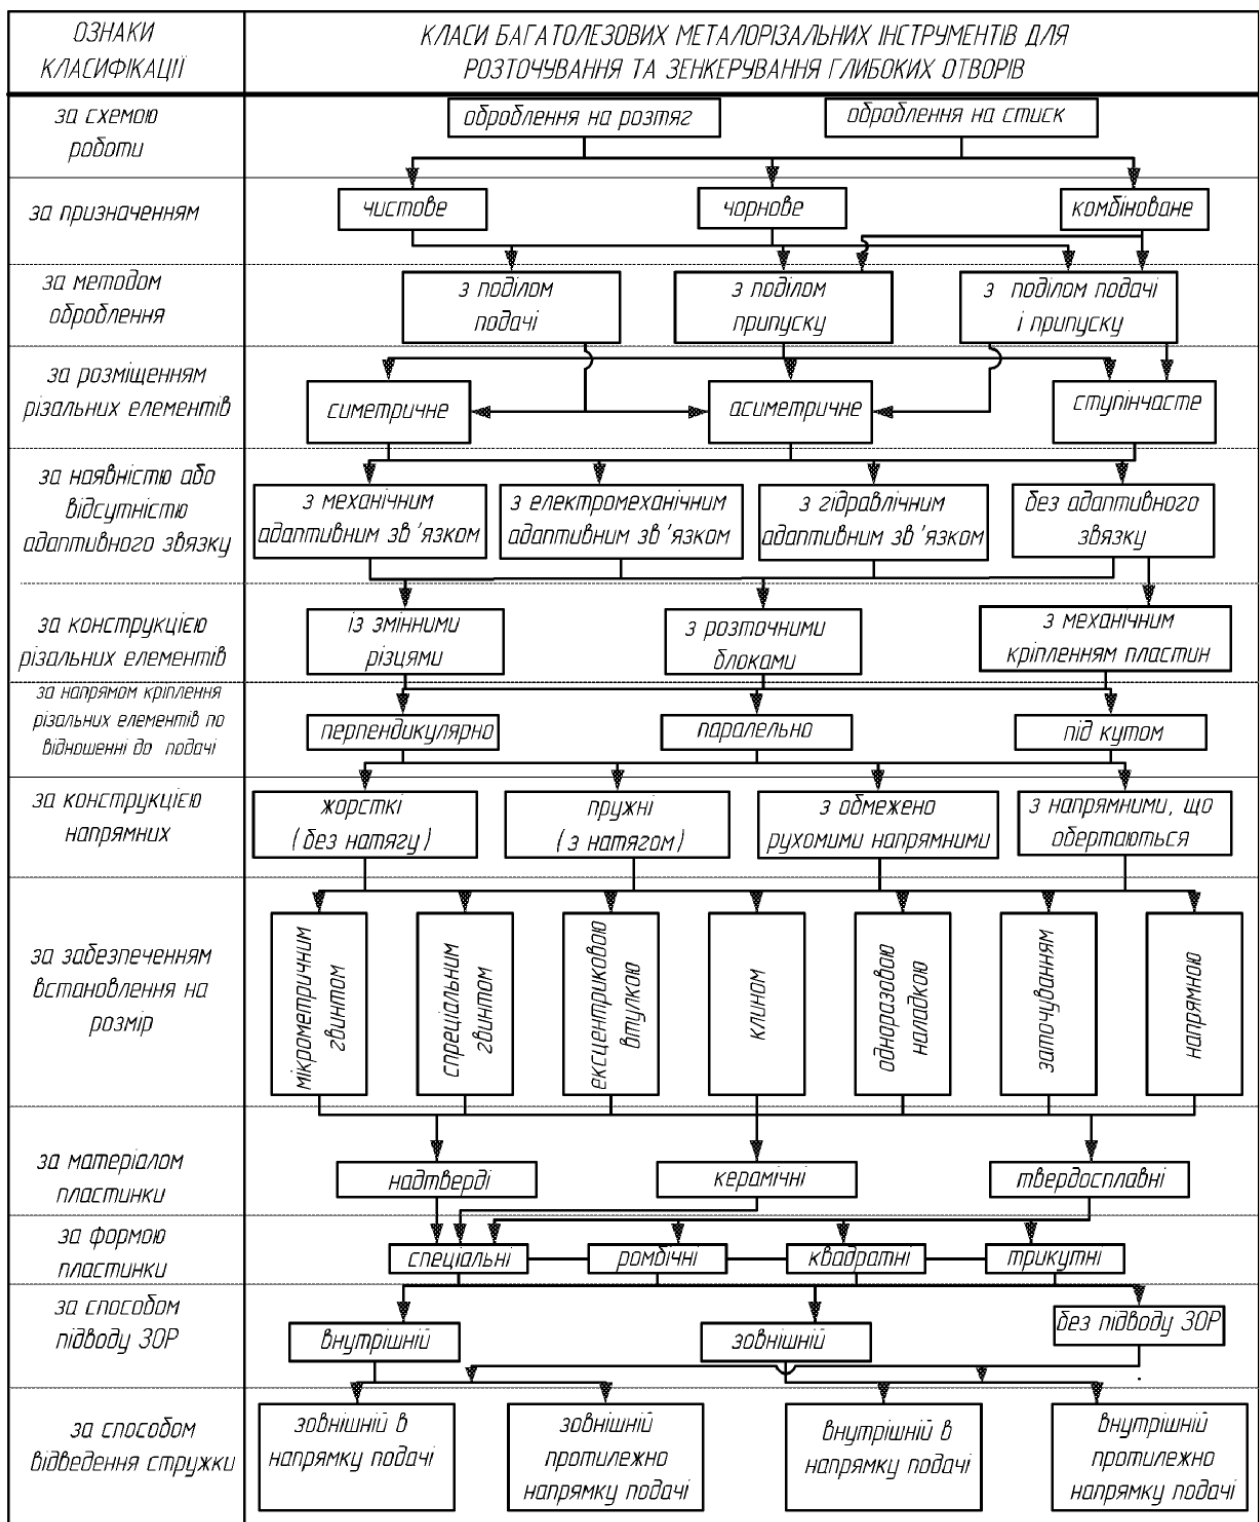 ОЗНАКИ
КЛАСИФІКАЦІЇ
КЛАСИ БАГАТОЛЕЗОВИХ МЕТАЛОРІЗАЛЬНИХ ІНСТРУМЕНТІВ ДЛЯ
РОЗТОЧУВАННЯ ТА ЗЕНКЕРУВАННЯ ГЛИБОКИХ ОТВОРІВ
за схемою
роботи
оброблення на розтяг
оброблення на стиск
за призначенням
чистове
чорнове
комбіноване
за методом
оброблення
з поділом
подачі
з поділом
припуску
з поділом подачі
і припуску
за розміщенням
різальних елементів
симетричне
асиметричне
ступінчасте
за наявністю або
відсутністю
адаптивного звязку
з механічним
адаптивним зв'язком
з електромеханічним
адаптивним зв'язком
з гідравлічним
адаптивним зв'язком
без адаптивного
звязку
за конструкцією
різальних елементів
із змінними
різцями
з розточними
блоками
з механічним
кріпленням пластин
за напрямом кріплення
різальних елементів по
відношенні до подачі
перпендикулярно
паралельно
під кутом
за конструкцією
напрямних
жорсткі
(без натягу)
пружні
(з натягом)
з обмежено
рухомими напрямними
з напрямними, що
обертаються
за забезпеченням
встановлення на
розмір
мікрометричним
гвинтом
спреціальним
гвинтом
ексцентриковою
втулкою
клином
одноразовою
наладкою
заточуванням
напрямною
за матеріалом
пластинки
надтверді
керамічні
твердосплавні
за формою
пластинки
спеціальні
ромбічні
квадратні
трикутні
за способом
підводу ЗОР
внутрішній
зовнішній
без підводу ЗОР
за способом
відведення стружки
зовнішній в
напрямку подачі
зовнішній
протилежно
напрямку подачі
внутрішній в
напрямку подачі
внутрішній
протилежно
напрямку подачі